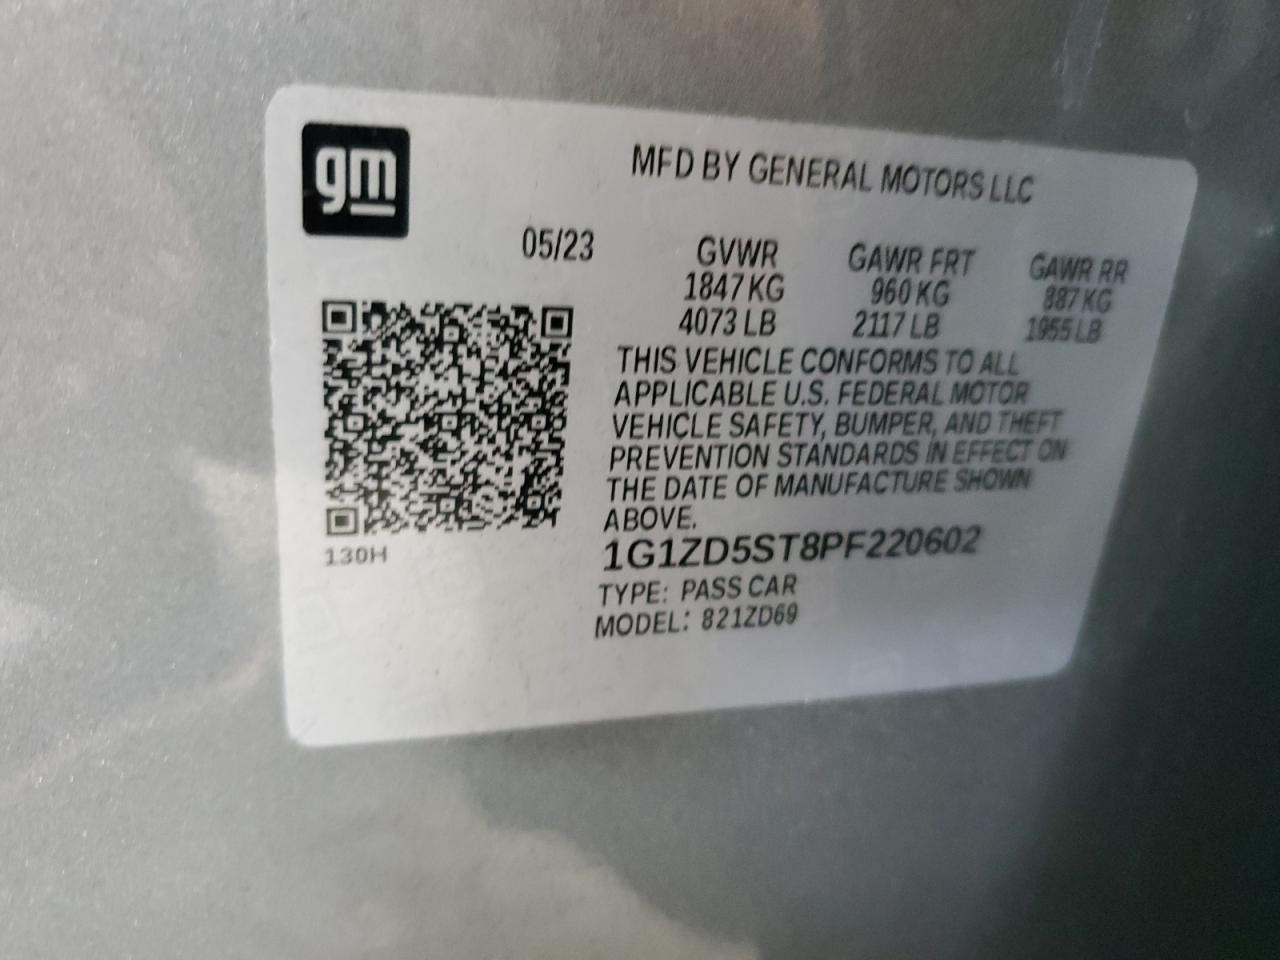 gm
MFD BY GENERAL MOTORS LLC
05/23
GVWR
1847 KG
4073 LB
GAWR FRT
960 KG
2117 LB
GAWR RR
887 KG
1955 LB
THIS VEHICLE CONFORMS TO ALL
APPLICABLE U.S. FEDERAL MOTOR
VEHICLE SAFETY, BUMPER, AND THEFT
PREVENTION STANDARDS IN EFFECT ON
THE DATE OF MANUFACTURE SHOWN
ABOVE.
130H
1G1ZD5ST8PF220602
TYPE: PASS CAR
MODEL: 821ZD69